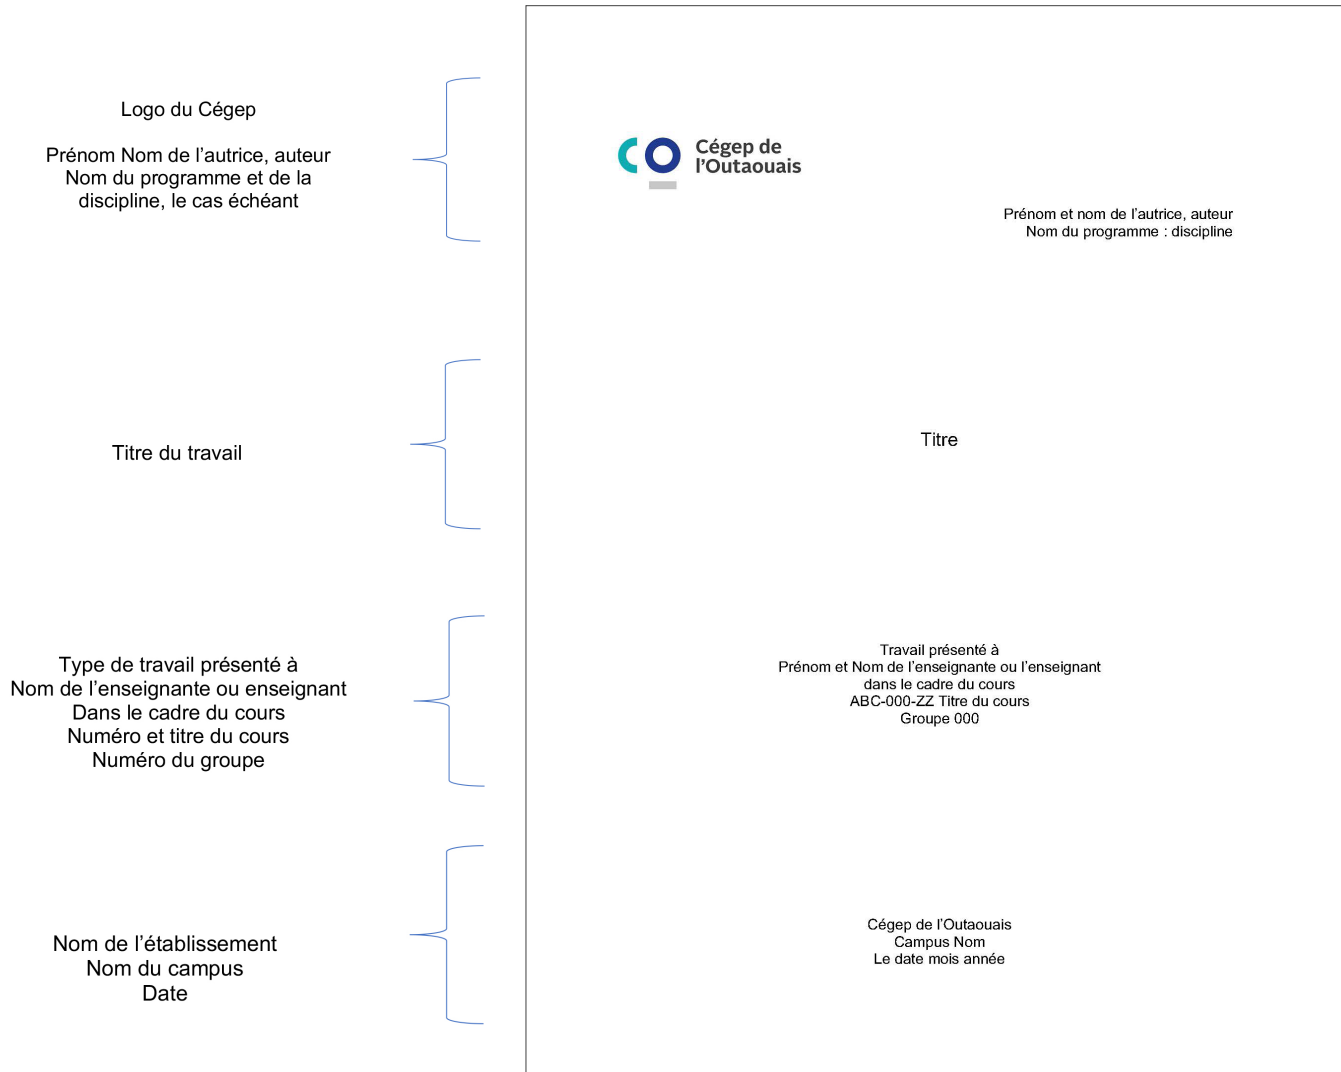 Logo du Cégep
Prénom Nom de l'autrice, auteur
Nom du programme et de la
discipline, le cas échéant
Cégep de
l'Outaouais
Prénom et nom de l'autrice, auteur
Nom du programme : discipline
Titre du travail
Titre
Type de travail présenté à
Nom de l'enseignante ou enseignant
Dans le cadre du cours
Numéro et titre du cours
Numéro du groupe
Travail présenté à
Prénom et Nom de l'enseignante ou l'enseignant
dans le cadre du cours
ABC-000-ZZ Titre du cours
Groupe 000
Nom de l'établissement
Nom du campus
Date
Cégep de l'Outaouais
Campus Nom
Le date mois année